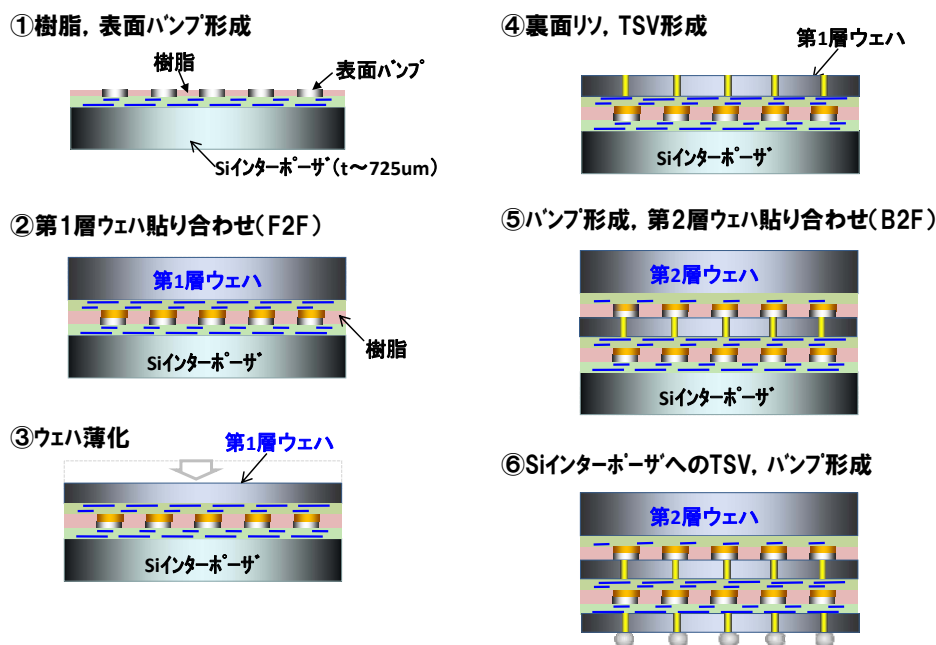 ①樹脂，表面バンプ形成
樹脂
表面バンプ
Siインターポーザ(t～725um)
②第1層ウェハ貼り合わせ(F2F)
第1層ウェハ
樹脂
Siインターポーザ
③ウェハ薄化
第1層ウェハ
Siインターポーザ
④裏面リソ，TSV形成
第1層ウェハ
Siインターポーザ
⑤バンプ形成，第2層ウェハ貼り合わせ(B2F)
第2層ウェハ
Siインターポーザ
⑥SiインターポーザへのTSV，バンプ形成
第2層ウェハ